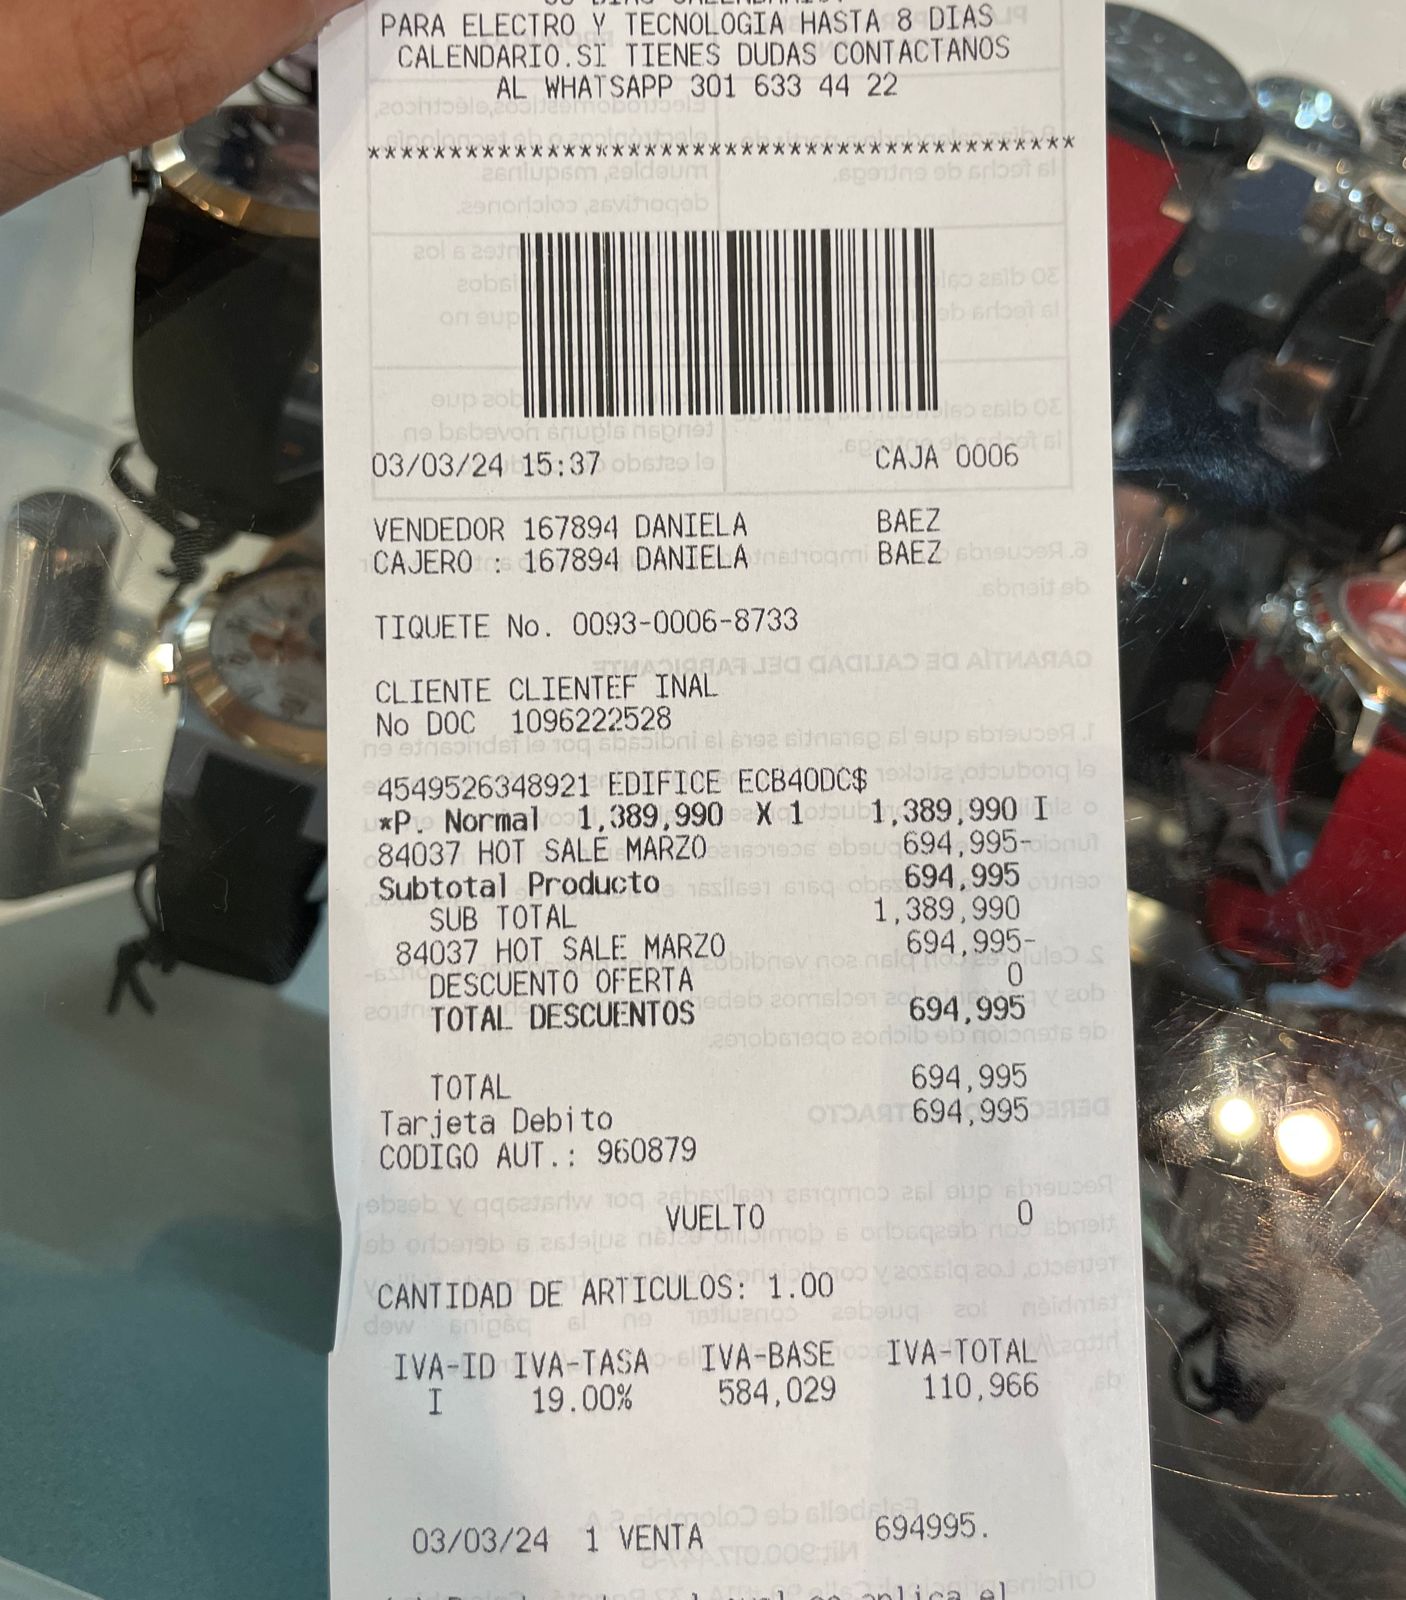 PARA ELECTRO Y TECNOLOGIA HASTA 8 DIAS
CALENDARIO.SI TIENES DUDAS CONTACTANOS
AL WHATSAPP 301 633 44 22
********************************************
03/03/24 15:37 CAJA 0006
VENDEDOR 167894 DANIELA BAEZ
CAJERO : 167894 DANIELA BAEZ
TIQUETE No. 0093-0006-8733
CLIENTE CLIENTEF INAL
No DOC 1096222528
4549526348921 EDIFICE ECB40DC$
*P. Normal 1,389,990 X 1 1,389,990 I
84037 HOT SALE MARZO 694,995-
Subtotal Producto 694,995
SUB TOTAL 1,389,990
84037 HOT SALE MARZO 694,995-
DESCUENTO OFERTA 0
TOTAL DESCUENTOS 694,995
TOTAL 694,995
Tarjeta Debito 694,995
CODIGO AUT.: 960879
VUELTO 0
CANTIDAD DE ARTICULOS: 1.00
IVA-ID IVA-TASA IVA-BASE IVA-TOTAL
I 19.00% 584,029 110,966
03/03/24 1 VENTA 694995.